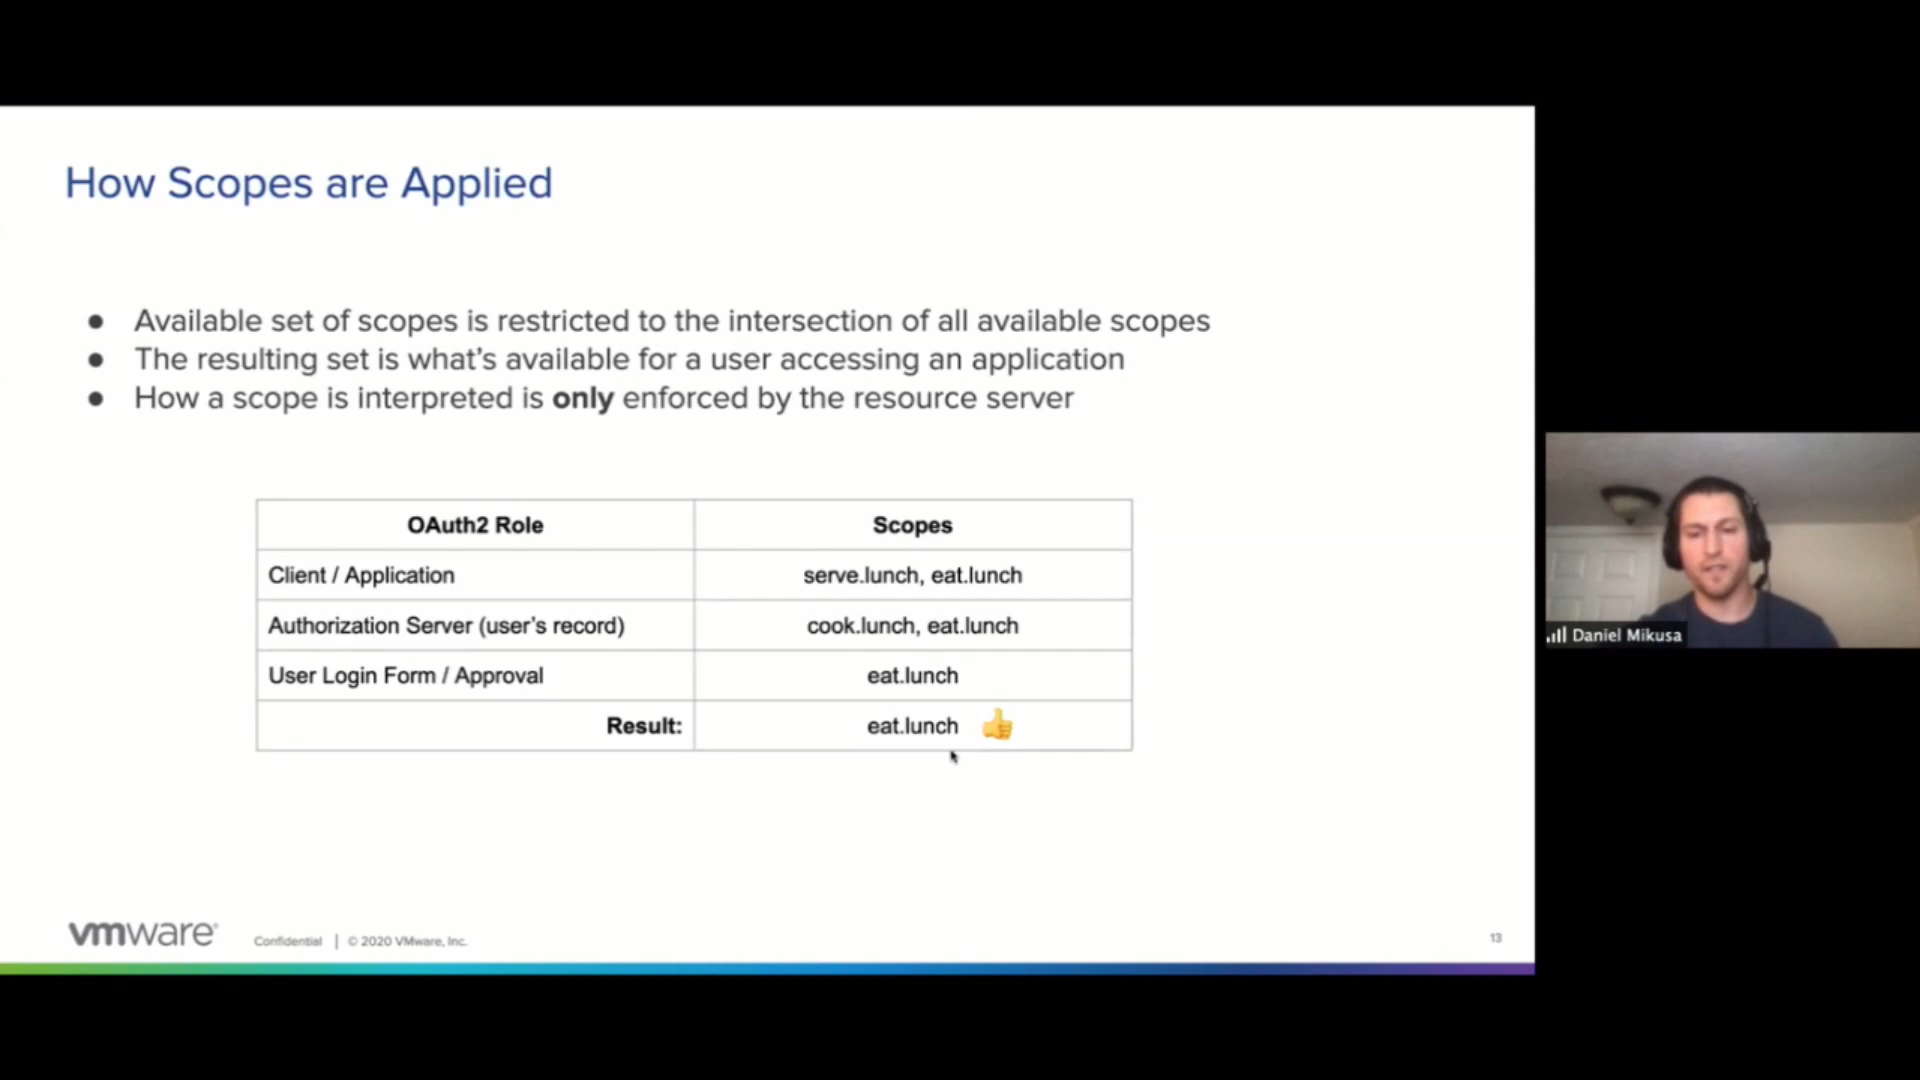 How Scopes are Applied
● Available set of scopes is restricted to the intersection of all available scopes
● The resulting set is what's available for a user accessing an application
● How a scope is interpreted is only enforced by the resource server
OAuth2 Role Scopes
Client / Application serve.lunch, eat.lunch
Authorization Server (user's record) cook.lunch, eat.lunch
User Login Form / Approval eat.lunch
Result: eat.lunch 👍
Daniel Mikusa
vmware® Confidential | © 2020 VMware, Inc. 13